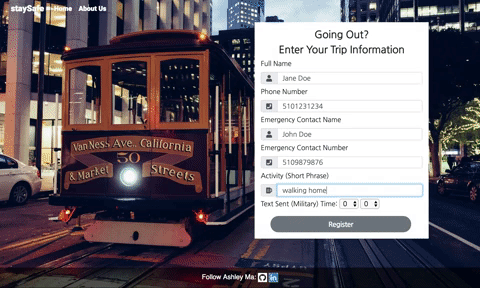 staySafe Home About Us
Going Out?
Enter Your Trip Information
Full Name
Jane Doe
Phone Number
5101231234
Emergency Contact Name
John Doe
Emergency Contact Number
5109879876
Activity (Short Phrase)
walking home
Text Sent (Military) Time: 0 0
Register
Van Ness Ave., California
50
& Market Streets
Follow Ashley Ma: in